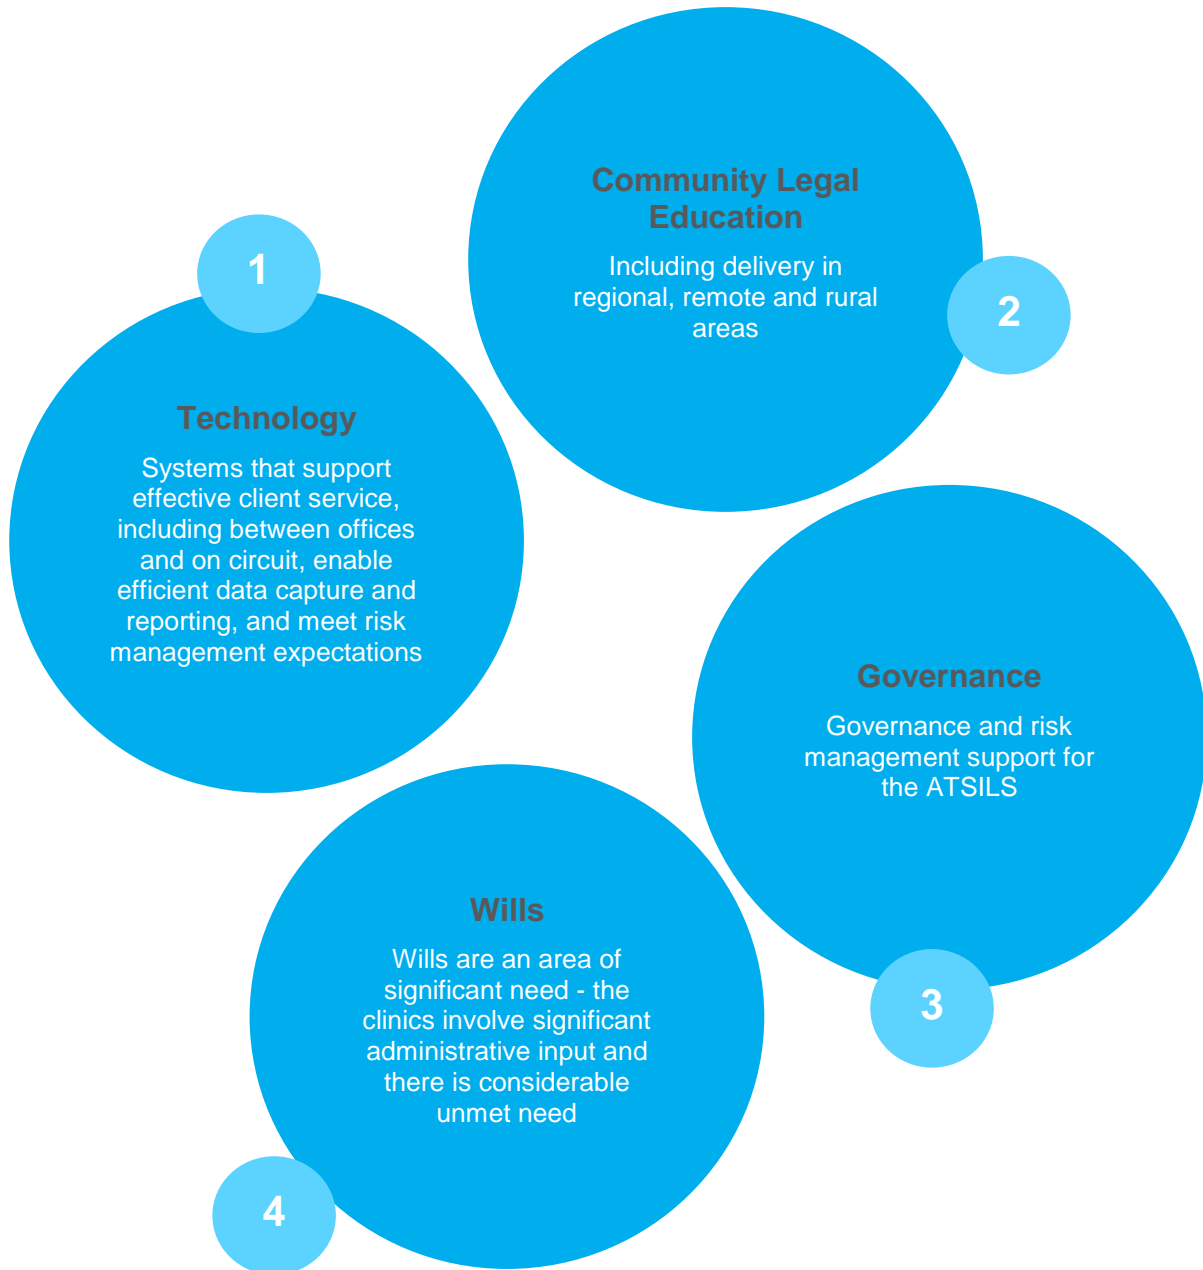 1
Technology
Systems that support
effective client service,
including between offices
and on circuit, enable
efficient data capture and
reporting, and meet risk
management expectations
Community Legal
Education
Including delivery in
regional, remote and rural
areas
2
Governance
Governance and risk
management support for
the ATSILS
3
Wills
Wills are an area of
significant need - the
clinics involve significant
administrative input and
there is considerable
unmet need
4